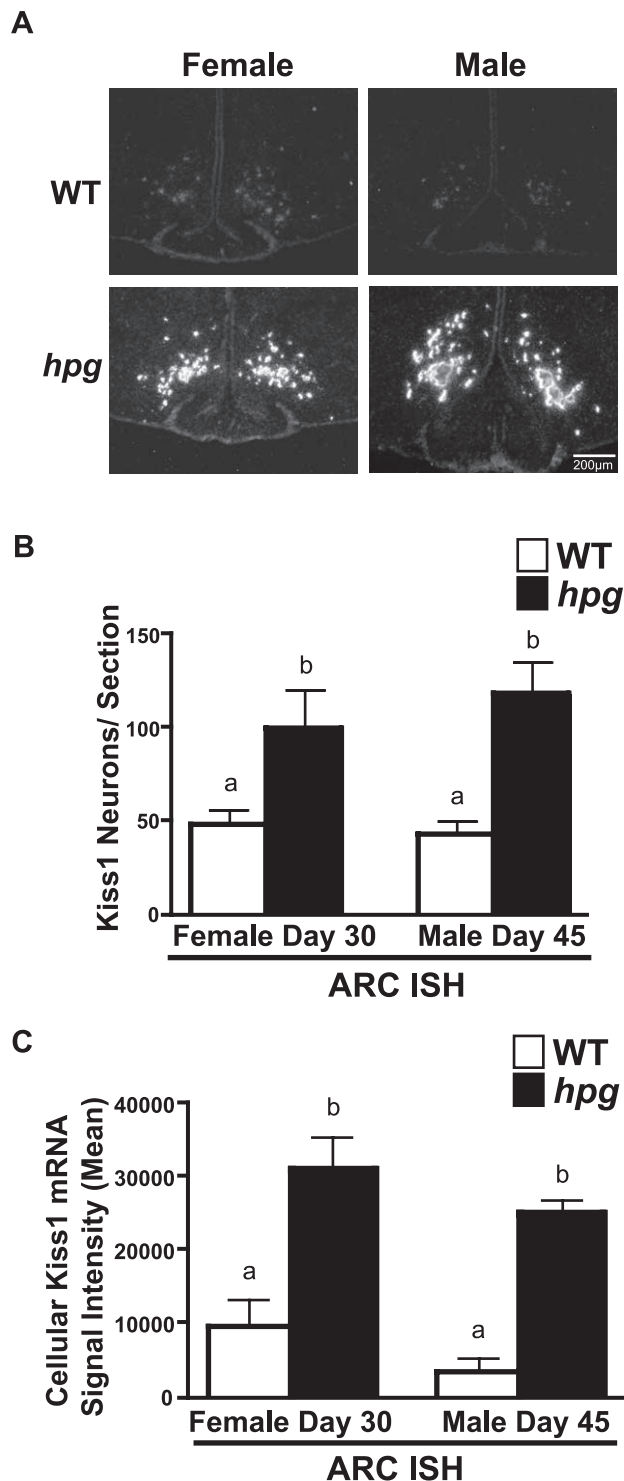 A
Female Male
WT
hpg
200µm
B
WT
hpg
Kiss1 Neurons/ Section
150
100
50
0
a
b
a
b
Female Day 30 Male Day 45
ARC ISH
C
WT
hpg
Cellular Kiss1 mRNA
Signal Intensity (Mean)
40000
30000
20000
10000
0
a
b
a
b
Female Day 30 Male Day 45
ARC ISH